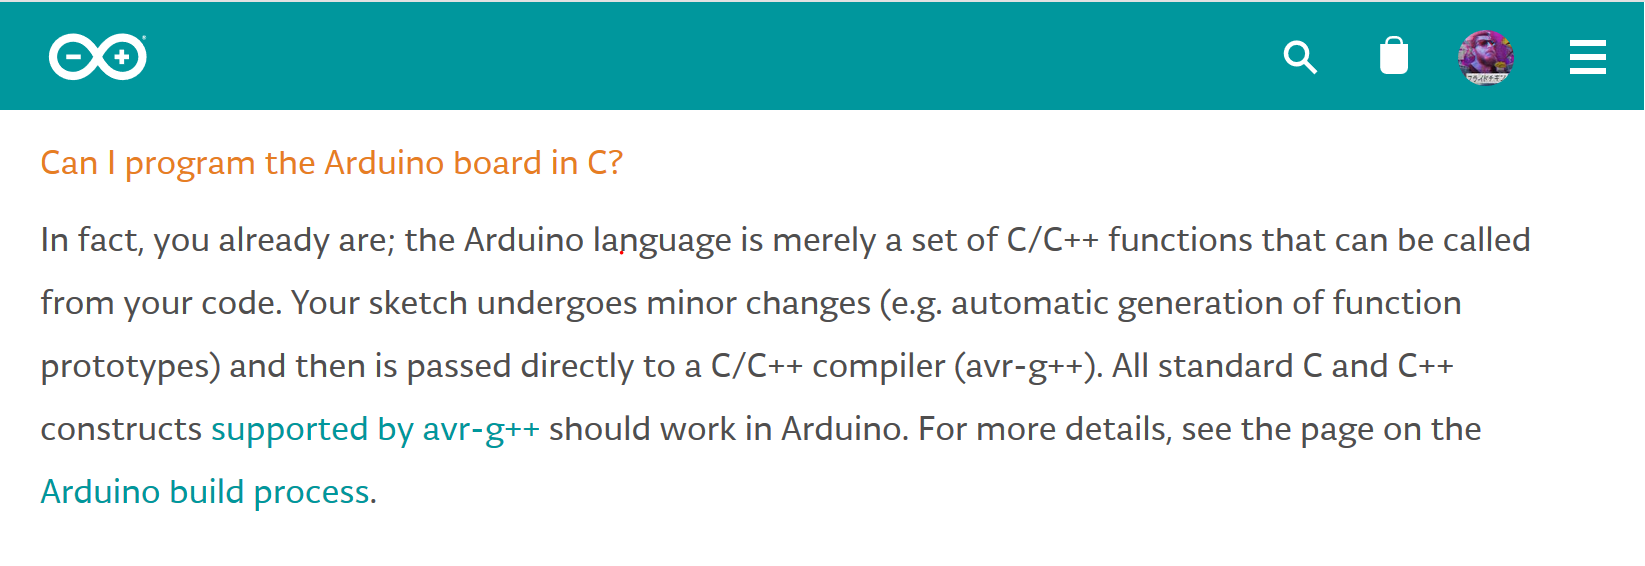 Can I program the Arduino board in C?
In fact, you already are; the Arduino language is merely a set of C/C++ functions that can be called
from your code. Your sketch undergoes minor changes (e.g. automatic generation of function
prototypes) and then is passed directly to a C/C++ compiler (avr-g++). All standard C and C++
constructs supported by avr-g++ should work in Arduino. For more details, see the page on the
Arduino build process.